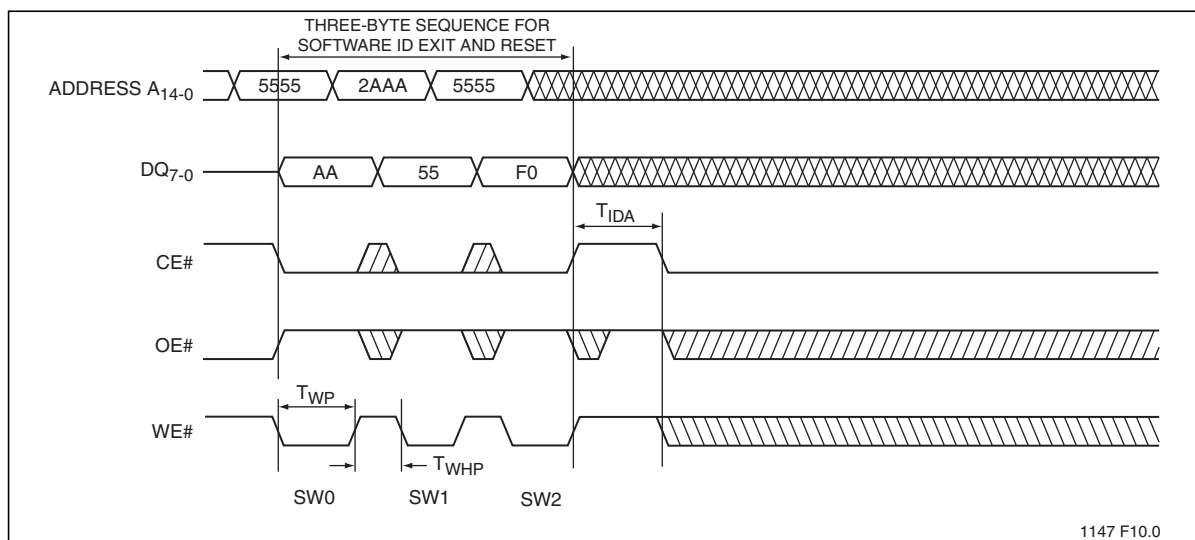 THREE-BYTE SEQUENCE FOR
SOFTWARE ID EXIT AND RESET
ADDRESS A14-0
5555 2AAA 5555
DQ7-0
AA 55 F0
TIDA
CE#
OE#
TWP
WE#
TWHP
SW0 SW1 SW2
1147 F10.0